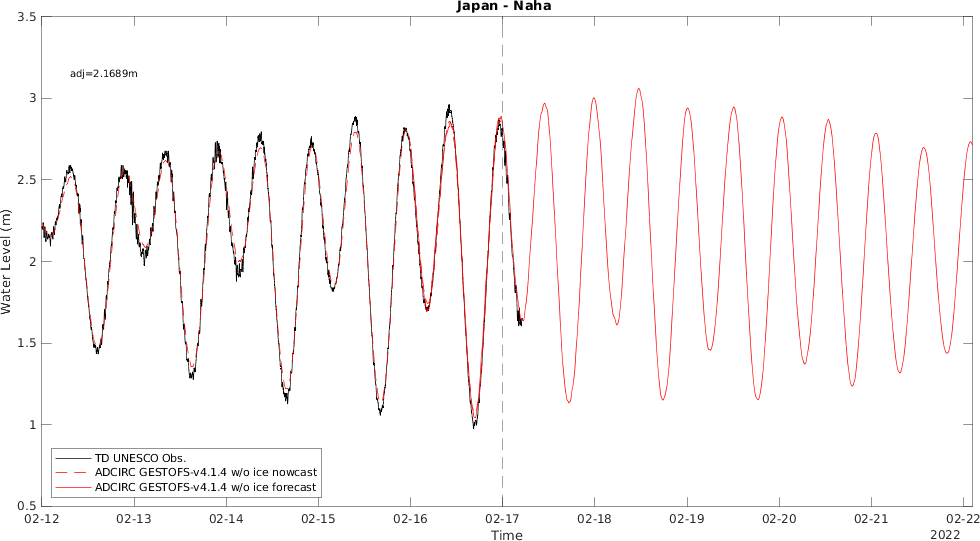 Japan - Naha
3.5
adj=2.1689m
3
2.5
2
1.5
1
0.5
Water Level (m)
TD UNESCO Obs.
ADCIRC GESTOFS-v4.1.4 w/o ice nowcast
ADCIRC GESTOFS-v4.1.4 w/o ice forecast
02-12 02-13 02-14 02-15 02-16 02-17 02-18 02-19 02-20 02-21 02-22
Time
2022